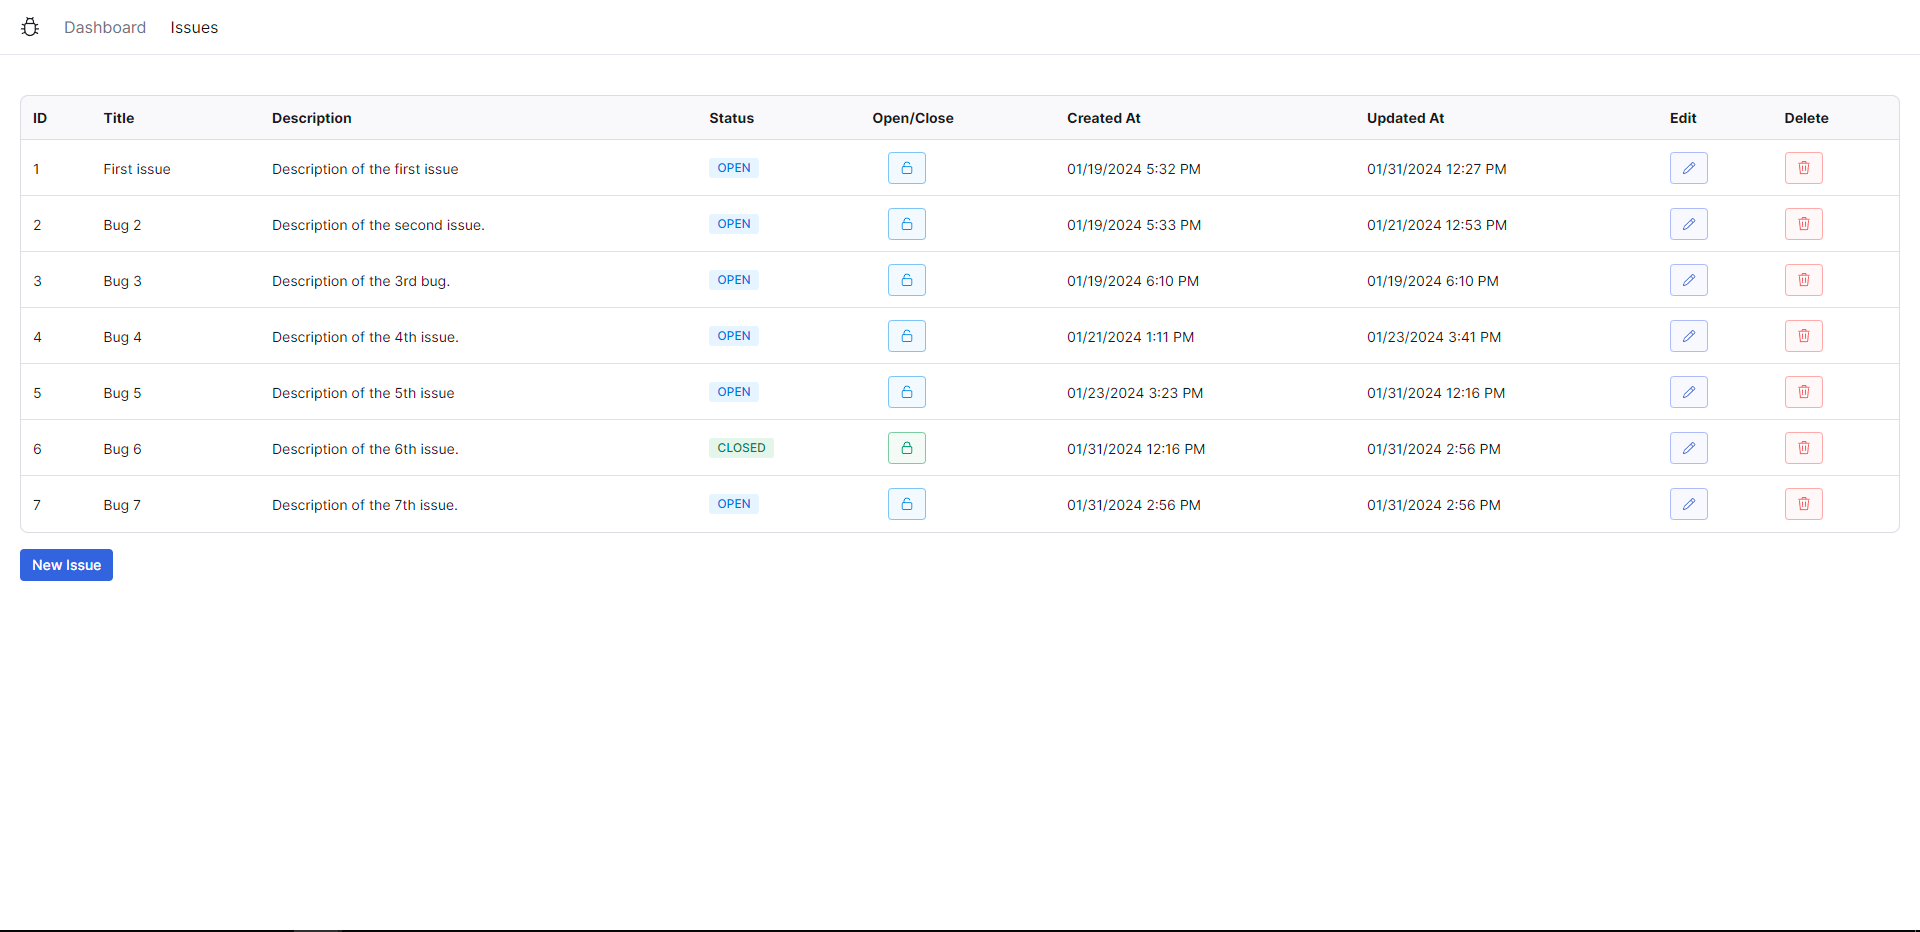 Dashboard Issues
ID Title Description Status Open/Close Created At Updated At Edit Delete
1 First issue Description of the first issue OPEN 01/19/2024 5:32 PM 01/31/2024 12:27 PM
2 Bug 2 Description of the second issue. OPEN 01/19/2024 5:33 PM 01/21/2024 12:53 PM
3 Bug 3 Description of the 3rd bug. OPEN 01/19/2024 6:10 PM 01/19/2024 6:10 PM
4 Bug 4 Description of the 4th issue. OPEN 01/21/2024 1:11 PM 01/23/2024 3:41 PM
5 Bug 5 Description of the 5th issue OPEN 01/23/2024 3:23 PM 01/31/2024 12:16 PM
6 Bug 6 Description of the 6th issue. CLOSED 01/31/2024 12:16 PM 01/31/2024 2:56 PM
7 Bug 7 Description of the 7th issue. OPEN 01/31/2024 2:56 PM 01/31/2024 2:56 PM
New Issue